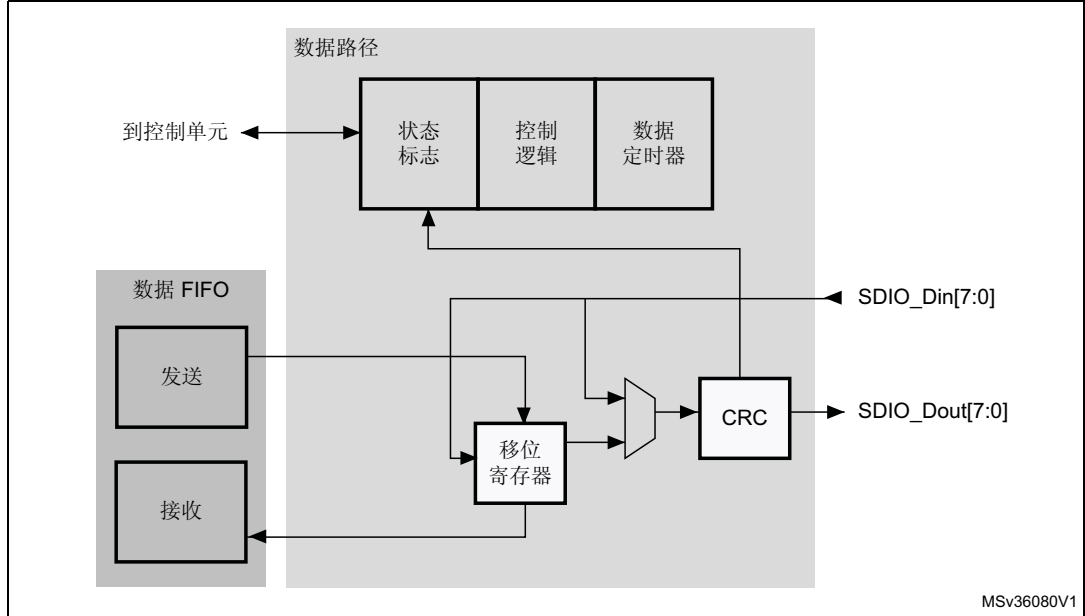 数据路径
到控制单元
状态
标志
控制
逻辑
数据
定时器
数据 FIFO
发送
接收
移位
寄存器
CRC
SDIO_Din[7:0]
SDIO_Dout[7:0]
MSv36080V1